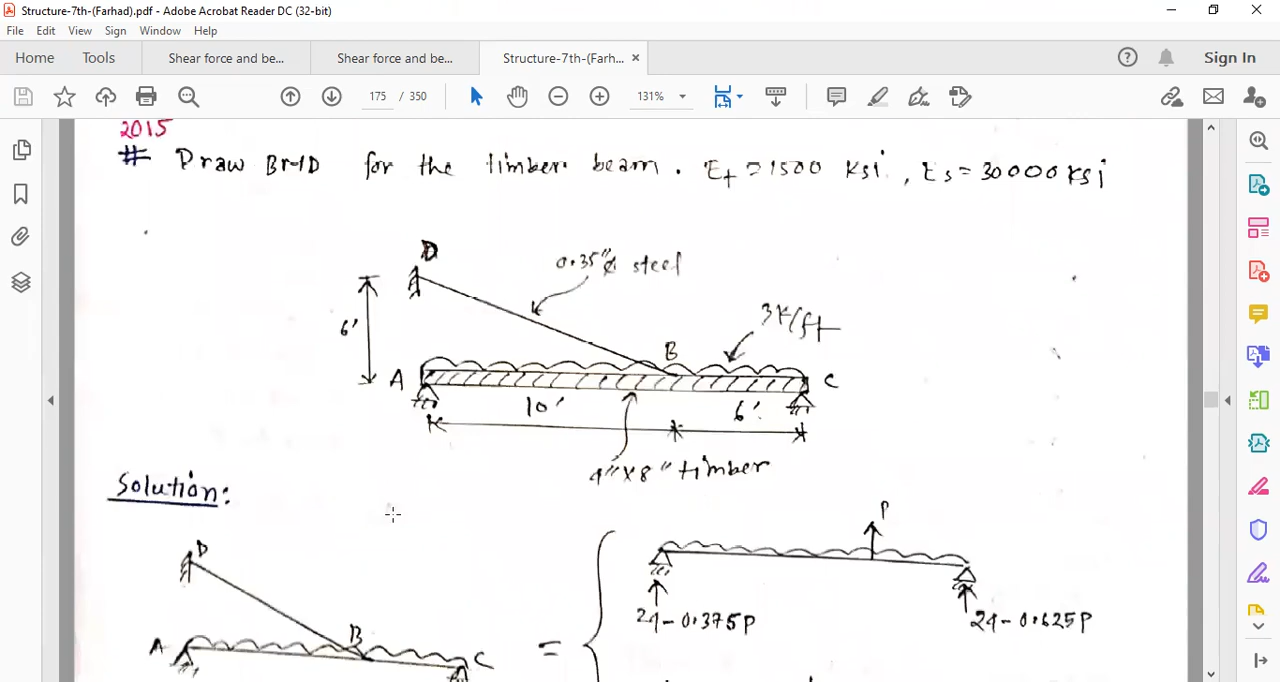 Structure-7th-(Farhad).pdf - Adobe Acrobat Reader DC (32-bit)
File Edit View Sign Window Help
Home Tools Shear force and be... Shear force and be... Structure-7th-(Farh... × Sign In
175 / 350 131%
2015
# Draw BMD for the timber beam. Et = 1500 ksi, Es = 30000 ksi
D
0.35"ϕ steel
3k/ft
6'
B
A C
10' 6'
4"x8" timber
Solution:
P
D
24-0.375P 24-0.625P
B
A C =